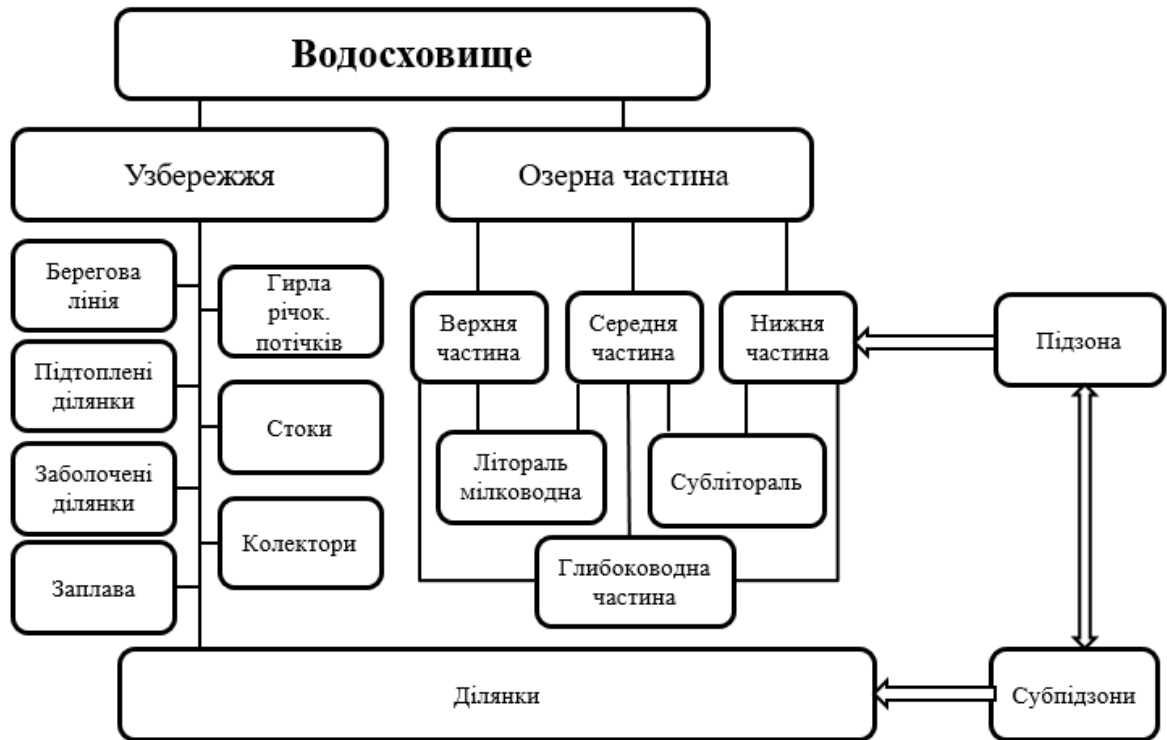 Водосховище
Узбережжя
Озерна частина
Берегова
лінія
Гирла
річок.
потічків
Підтоплені
ділянки
Стоки
Заболочені
ділянки
Колектори
Заплава
Верхня
частина
Середня
частина
Нижня
частина
Підзона
Літораль
мілководна
Субліторaль
Глибоководна
частина
Ділянки
Субпідзони